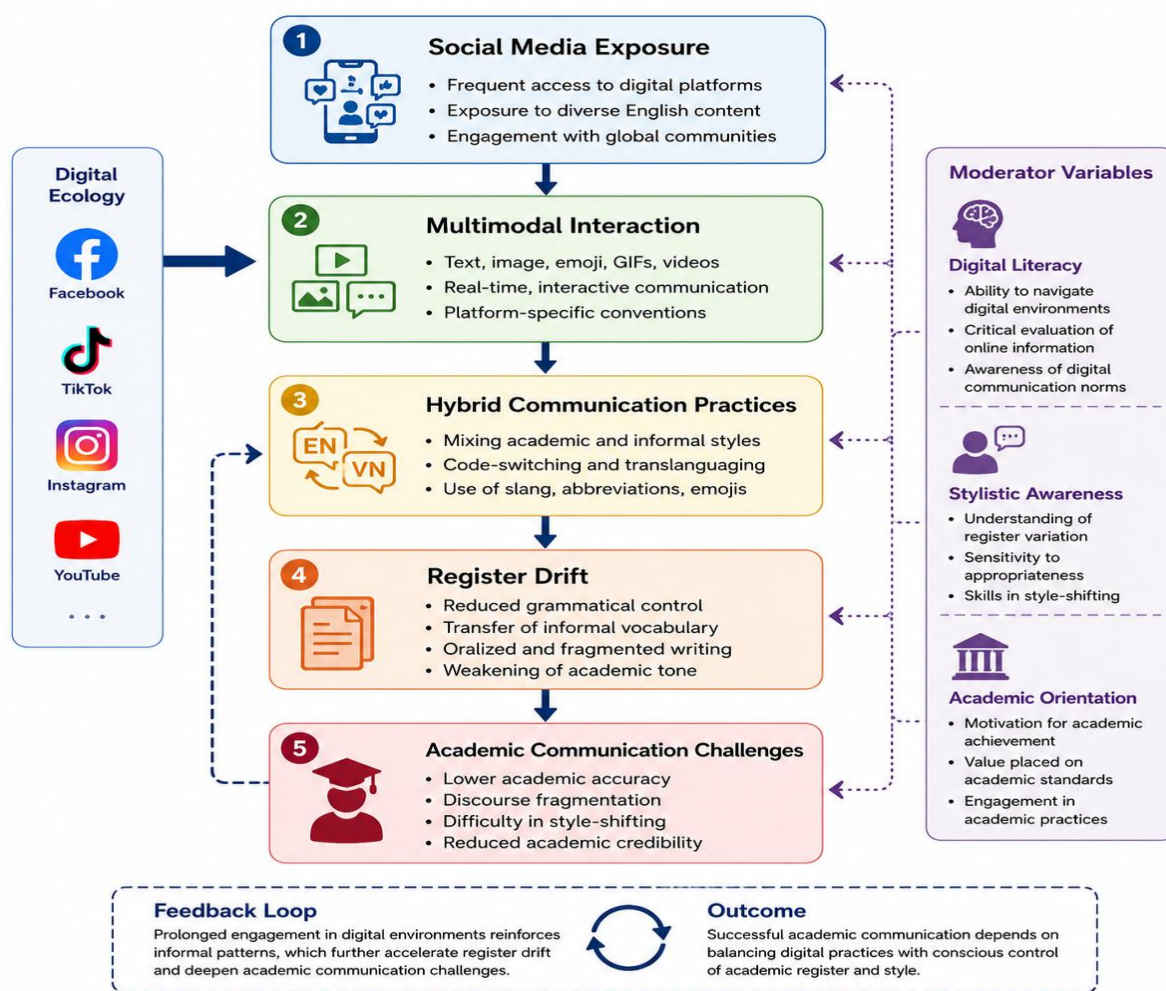 1
Social Media Exposure
• Frequent access to digital platforms
• Exposure to diverse English content
• Engagement with global communities
Digital
Ecology
Facebook
TikTok
Instagram
YouTube
...
2
Multimodal Interaction
• Text, image, emoji, GIFs, videos
• Real-time, interactive communication
• Platform-specific conventions
3
EN
VN
Hybrid Communication Practices
• Mixing academic and informal styles
• Code-switching and translanguaging
• Use of slang, abbreviations, emojis
4
Register Drift
• Reduced grammatical control
• Transfer of informal vocabulary
• Oralized and fragmented writing
• Weakening of academic tone
5
Academic Communication Challenges
• Lower academic accuracy
• Discourse fragmentation
• Difficulty in style-shifting
• Reduced academic credibility
Moderator Variables
Digital Literacy
• Ability to navigate
digital environments
• Critical evaluation of
online information
• Awareness of digital
communication norms
Stylistic Awareness
• Understanding of
register variation
• Sensitivity to
appropriateness
• Skills in style-shifting
Academic Orientation
• Motivation for academic
achievement
• Value placed on
academic standards
• Engagement in
academic practices
Feedback Loop
Prolonged engagement in digital environments reinforces
informal patterns, which further accelerate register drift
and deepen academic communication challenges.
Outcome
Successful academic communication depends on
balancing digital practices with conscious control
of academic register and style.